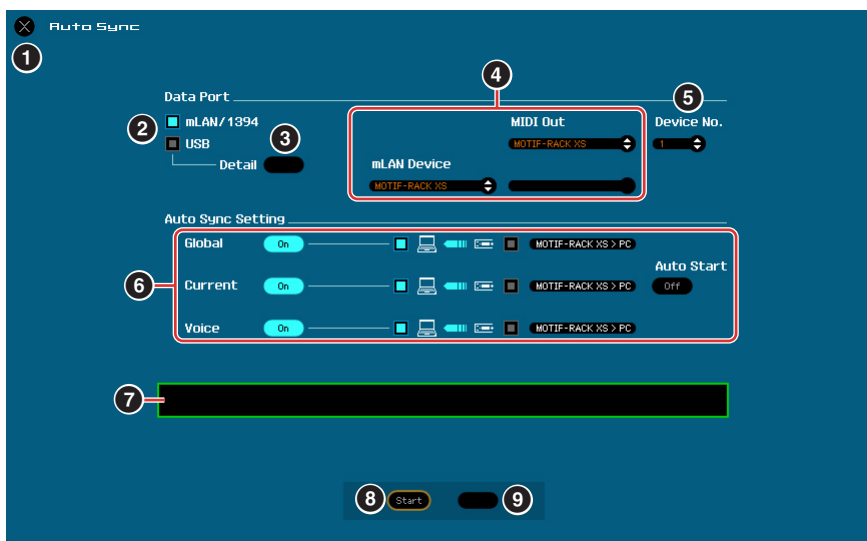 Auto Sync
1
4
5
Data Port
2
mLAN/1394
MIDI Out
Device No.
3
USB
MOTIF-RACK XS
1
Detail
mLAN Device
MOTIF-RACK XS
Auto Sync Setting
Global On MOTIF-RACK XS > PC
Auto Start
6
Current On MOTIF-RACK XS > PC Off
Voice On MOTIF-RACK XS > PC
7
8 Start 9